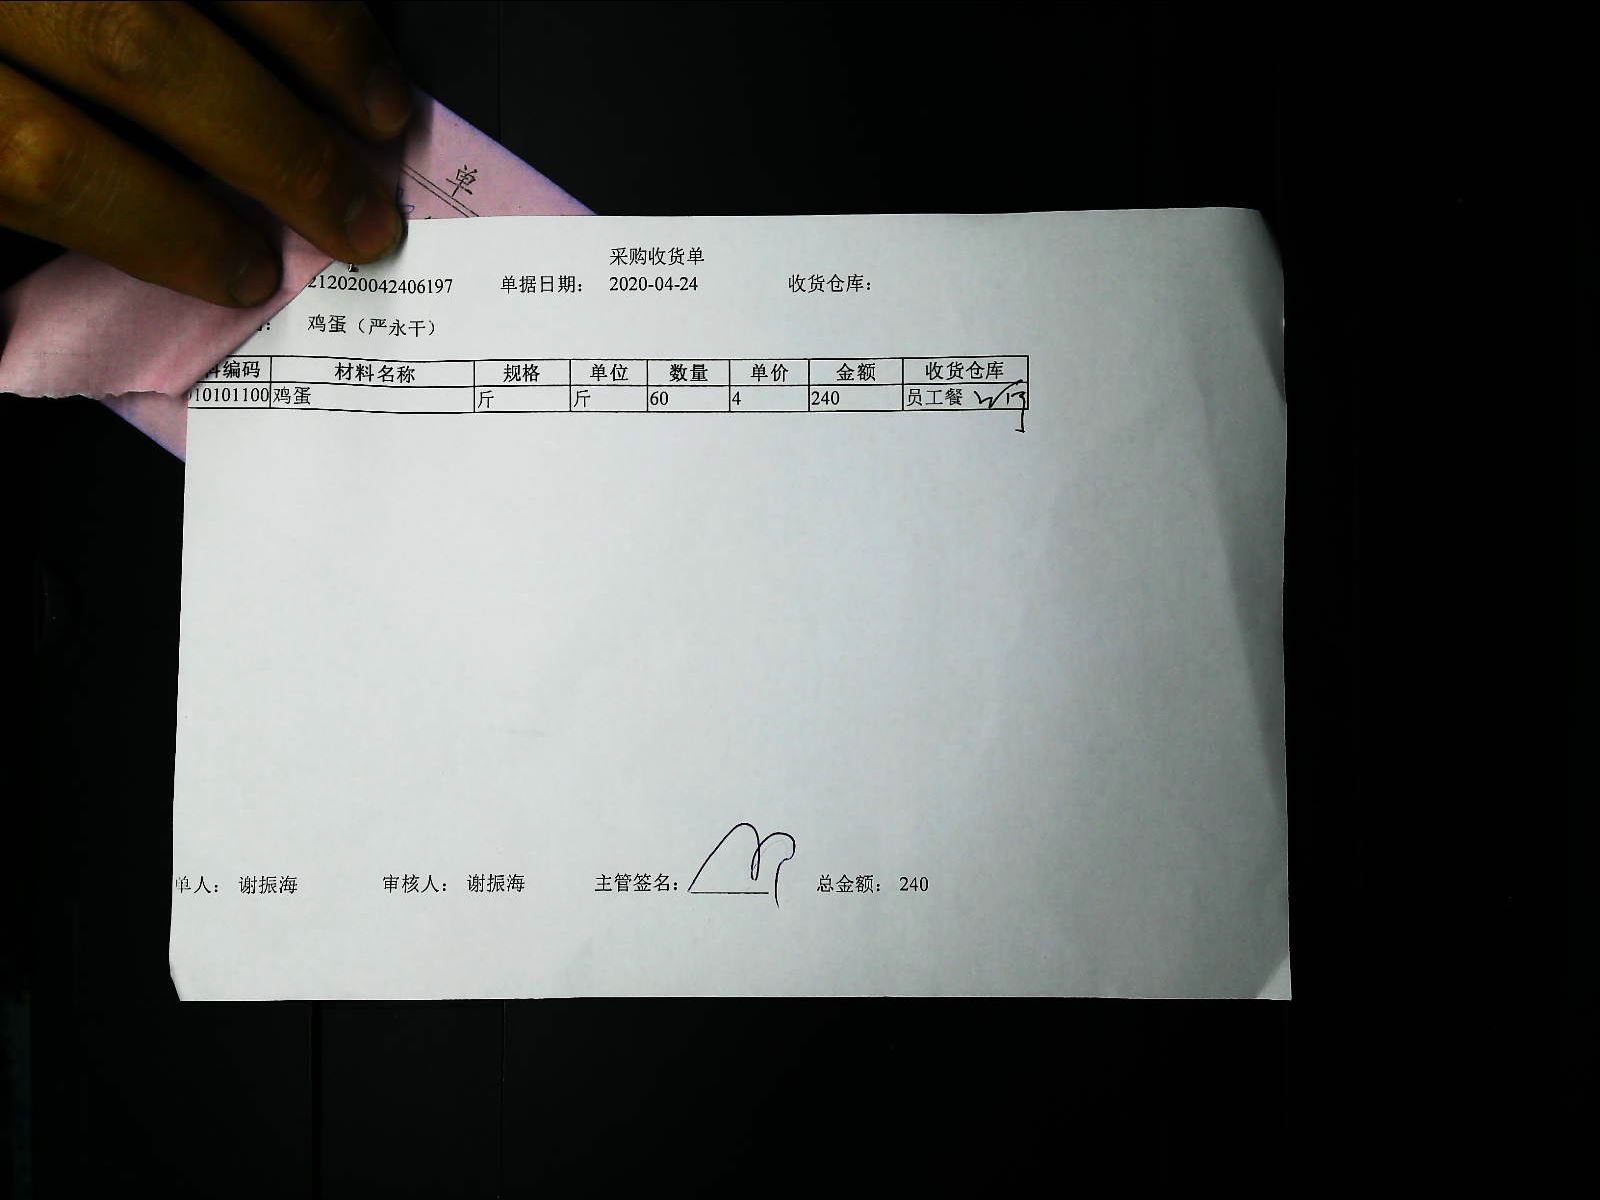 单
采购收货单
212020042406197 单据日期： 2020-04-24 收货仓库：
： 鸡蛋（严永干）
料编码 材料名称 规格 单位 数量 单价 金额 收货仓库
010101100 鸡蛋 斤 斤 60 4 240 员工餐
单人： 谢振海 审核人： 谢振海 主管签名： 总金额： 240